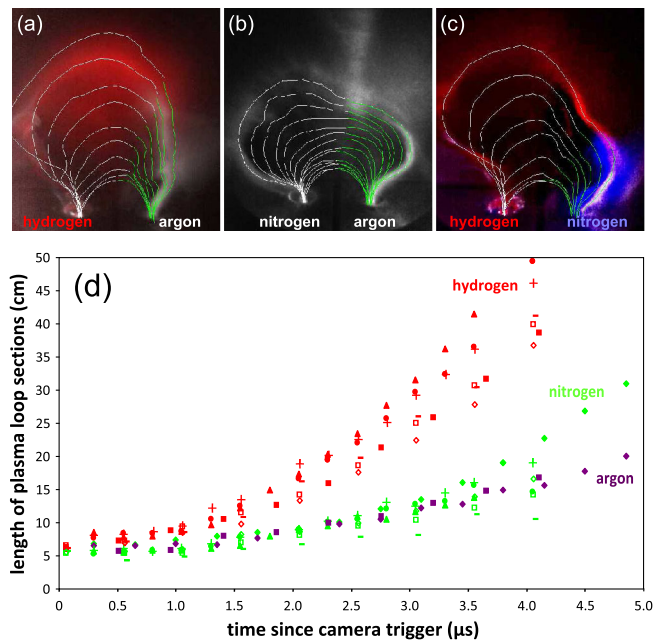 (a) (b) (c)
hydrogen argon nitrogen argon hydrogen nitrogen
(d)
length of plasma loop sections (cm)
50
45
40
35
30
25
20
15
10
5
0
hydrogen
nitrogen
argon
0 0.5 1.0 1.5 2.0 2.5 3.0 3.5 4.0 4.5 5.0
time since camera trigger (μs)